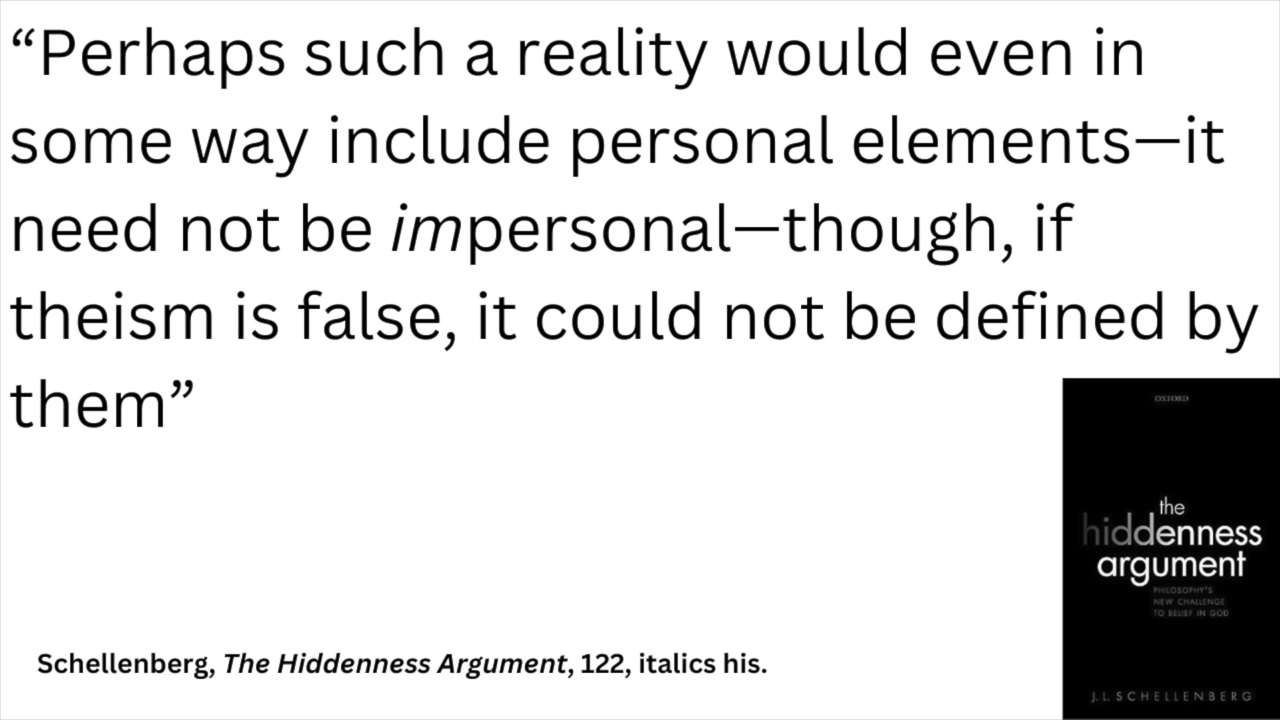 “Perhaps such a reality would even in
some way include personal elements—it
need not be impersonal—though, if
theism is false, it could not be defined by
them”
OXFORD
the
hiddenness
argument
PHILOSOPHY'S
NEW CHALLENGE
TO BELIEF IN GOD
Schellenberg, The Hiddenness Argument, 122, italics his.
J.L. SCHELLENBERG